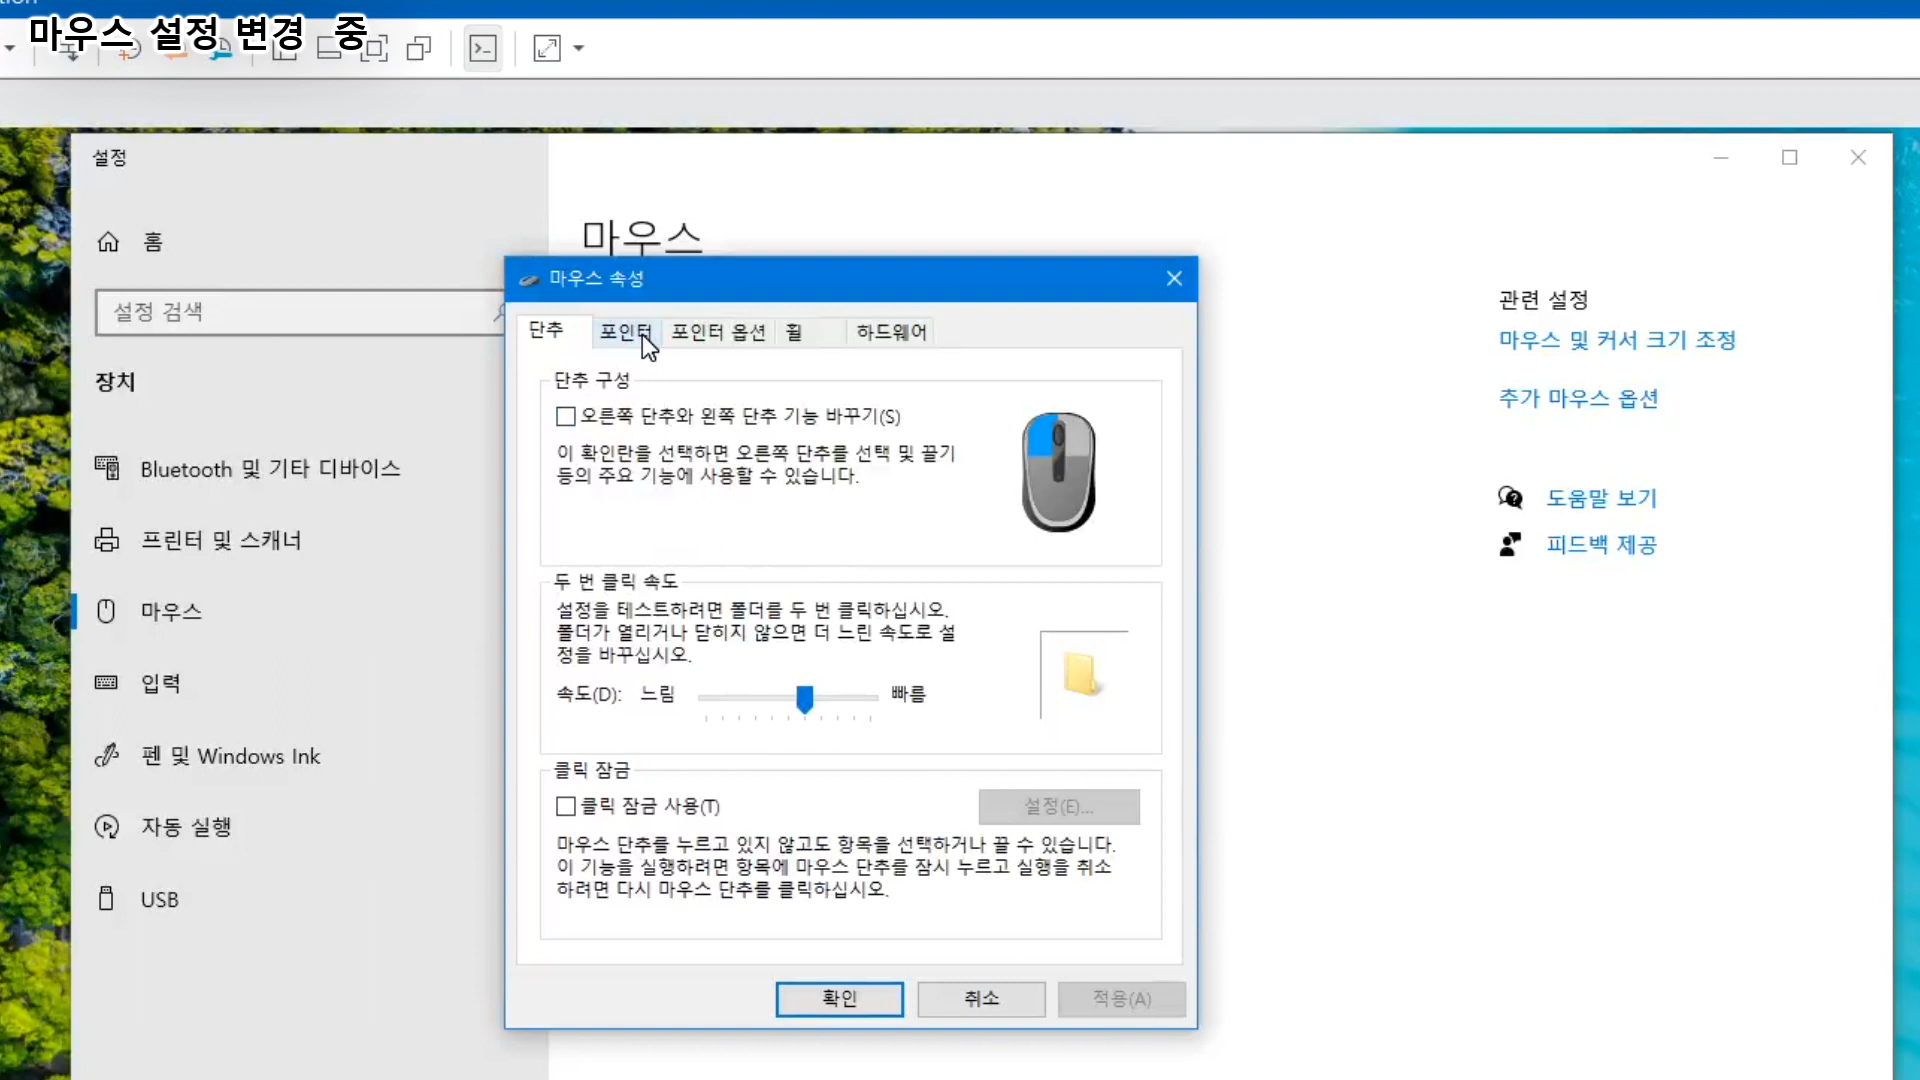 마우스 설정 변경 중
설정
홈
설정 검색
장치
Bluetooth 및 기타 디바이스
프린터 및 스캐너
마우스
입력
펜 및 Windows Ink
자동 실행
USB
마우스
마우스 속성
단추 포인터 포인터 옵션 휠 하드웨어
단추 구성
오른쪽 단추와 왼쪽 단추 기능 바꾸기(S)
이 확인란을 선택하면 오른쪽 단추를 선택 및 끌기
등의 주요 기능에 사용할 수 있습니다.
두 번 클릭 속도
설정을 테스트하려면 폴더를 두 번 클릭하십시오.
폴더가 열리거나 닫히지 않으면 더 느린 속도로 설
정을 바꾸십시오.
속도(D): 느림 빠름
클릭 잠금
클릭 잠금 사용(T)
설정(E)...
마우스 단추를 누르고 있지 않고도 항목을 선택하거나 끌 수 있습니다.
이 기능을 실행하려면 항목에 마우스 단추를 잠시 누르고 실행을 취소
하려면 다시 마우스 단추를 클릭하십시오.
확인 취소 적용(A)
관련 설정
마우스 및 커서 크기 조정
추가 마우스 옵션
도움말 보기
피드백 제공